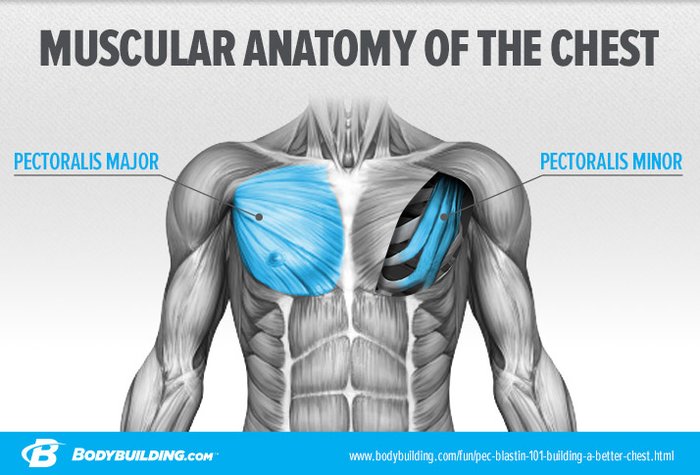 MUSCULAR ANATOMY OF THE CHEST
PECTORALIS MAJOR
PECTORALIS MINOR
B BODYBUILDING.COM™
www.bodybuilding.com/fun/pec-blastin-101-building-a-better-chest.html